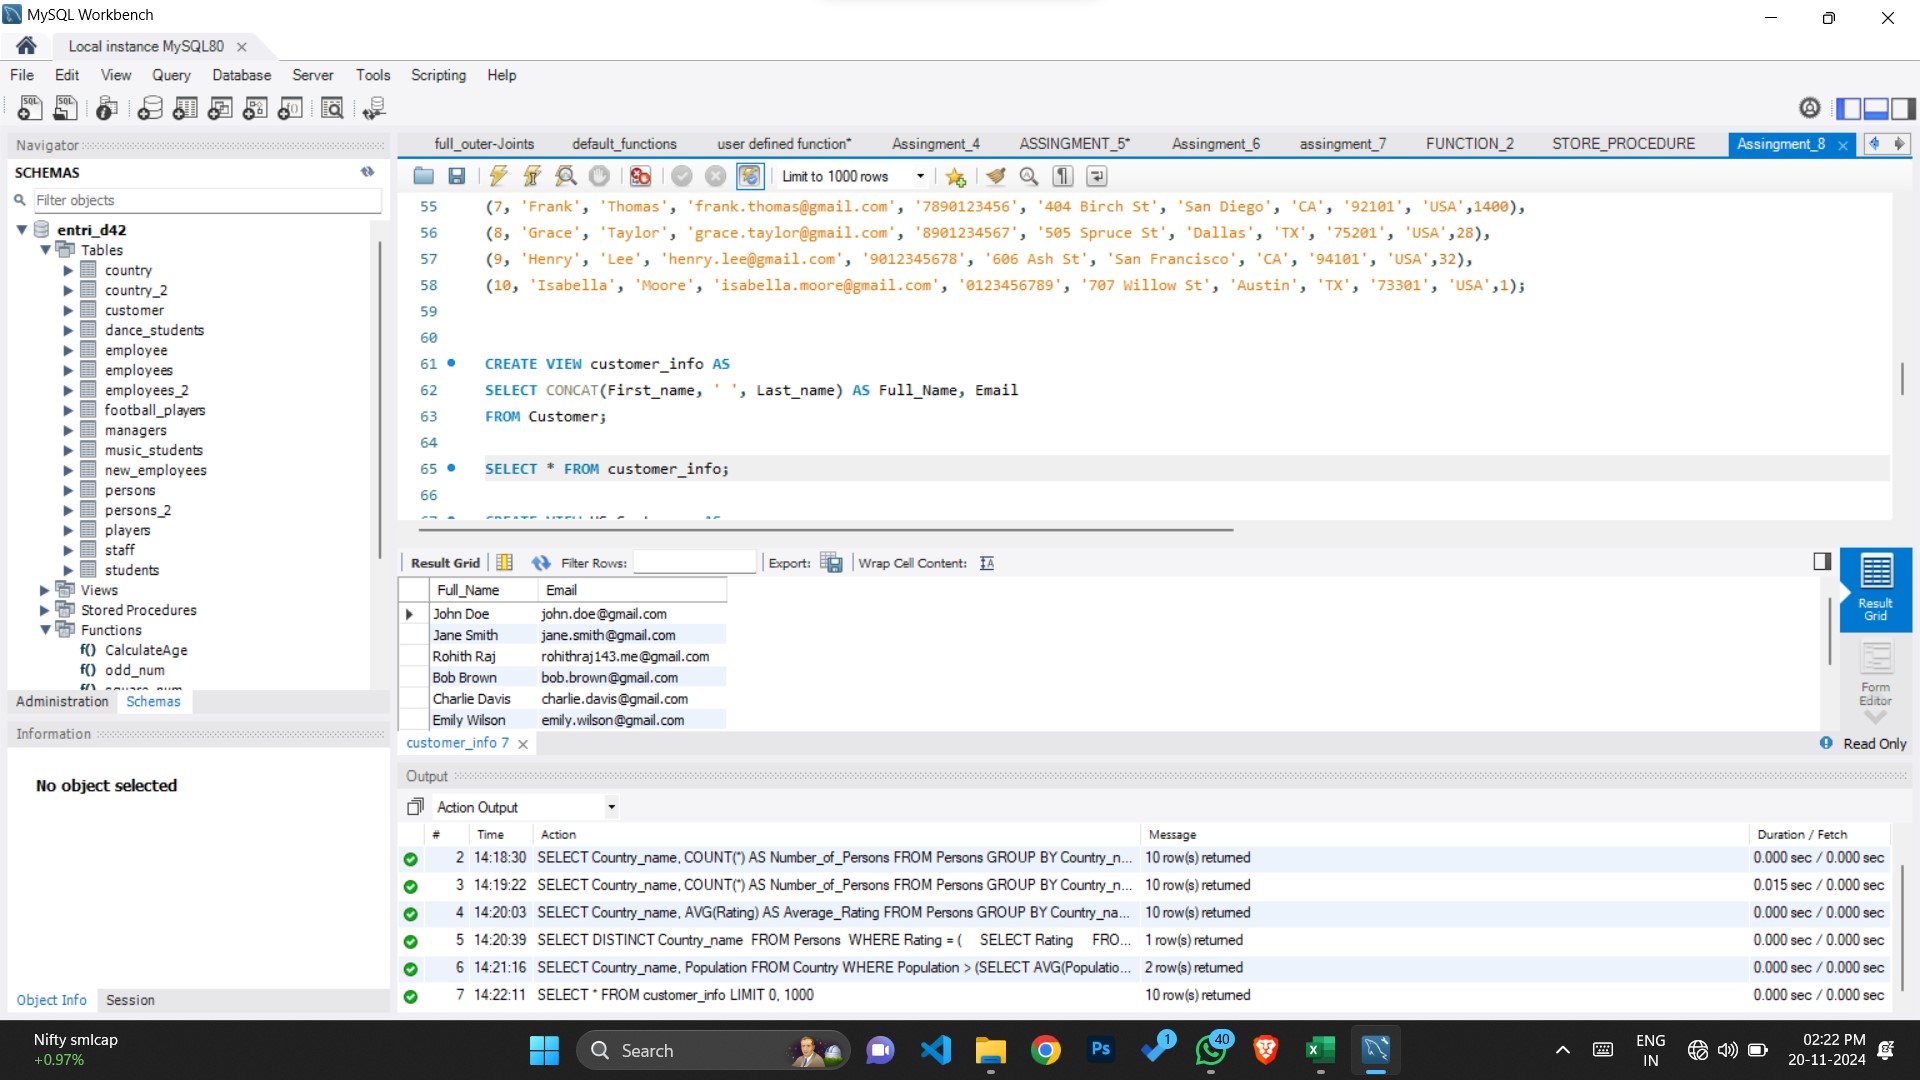 MySQL Workbench
Local instance MySQL80
File Edit View Query Database Server Tools Scripting Help
Navigator
SCHEMAS
Filter objects
entri_d42
Tables
country
country_2
customer
dance_students
employee
employees
employees_2
football_players
managers
music_students
new_employees
persons
persons_2
players
staff
students
Views
Stored Procedures
Functions
f() CalculateAge
f() odd_num
Administration Schemas
Information
No object selected
Object Info Session
full_outer-Joints default_functions user defined function* Assingment_4 ASSINGMENT_5* Assingment_6 assingment_7 FUNCTION_2 STORE_PROCEDURE Assingment_8
Limit to 1000 rows
55 (7, 'Frank', 'Thomas', 'frank.thomas@gmail.com', '7890123456', '404 Birch St', 'San Diego', 'CA', '92101', 'USA',1400),
56 (8, 'Grace', 'Taylor', 'grace.taylor@gmail.com', '8901234567', '505 Spruce St', 'Dallas', 'TX', '75201', 'USA',28),
57 (9, 'Henry', 'Lee', 'henry.lee@gmail.com', '9012345678', '606 Ash St', 'San Francisco', 'CA', '94101', 'USA',32),
58 (10, 'Isabella', 'Moore', 'isabella.moore@gmail.com', '0123456789', '707 Willow St', 'Austin', 'TX', '73301', 'USA',1);
59
60
61 CREATE VIEW customer_info AS
62 SELECT CONCAT(First_name, ' ', Last_name) AS Full_Name, Email
63 FROM Customer;
64
65 SELECT * FROM customer_info;
66
Result Grid Filter Rows: Export: Wrap Cell Content:
Full_Name Email
John Doe john.doe@gmail.com
Jane Smith jane.smith@gmail.com
Rohith Raj rohithraj143.me@gmail.com
Bob Brown bob.brown@gmail.com
Charlie Davis charlie.davis@gmail.com
Emily Wilson emily.wilson@gmail.com
Result Grid
Form Editor
customer_info 7
Read Only
Output
Action Output
# Time Action Message Duration / Fetch
2 14:18:30 SELECT Country_name, COUNT(*) AS Number_of_Persons FROM Persons GROUP BY Country_n... 10 row(s) returned 0.000 sec / 0.000 sec
3 14:19:22 SELECT Country_name, COUNT(*) AS Number_of_Persons FROM Persons GROUP BY Country_n... 10 row(s) returned 0.015 sec / 0.000 sec
4 14:20:03 SELECT Country_name, AVG(Rating) AS Average_Rating FROM Persons GROUP BY Country_na... 10 row(s) returned 0.000 sec / 0.000 sec
5 14:20:39 SELECT DISTINCT Country_name FROM Persons WHERE Rating = ( SELECT Rating FRO... 1 row(s) returned 0.000 sec / 0.000 sec
6 14:21:16 SELECT Country_name, Population FROM Country WHERE Population > (SELECT AVG(Populatio... 2 row(s) returned 0.000 sec / 0.000 sec
7 14:22:11 SELECT * FROM customer_info LIMIT 0, 1000 10 row(s) returned 0.000 sec / 0.000 sec
Nifty smlcap
+0.97%
Search
Ps
1
40
ENG
IN
02:22 PM
20-11-2024